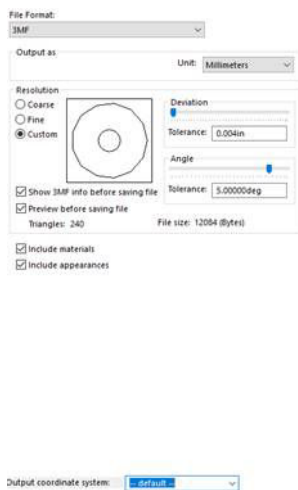 File Format:
3MF
Output as
Unit: Millimeters
Resolution
Coarse
Fine
Custom
Deviation
Tolerance: 0.004in
Angle
Tolerance: 5.00000deg
Show 3MF info before saving file
Preview before saving file
Triangles: 240 File size: 12084 (Bytes)
Include materials
Include appearances
Output coordinate system: -- default --